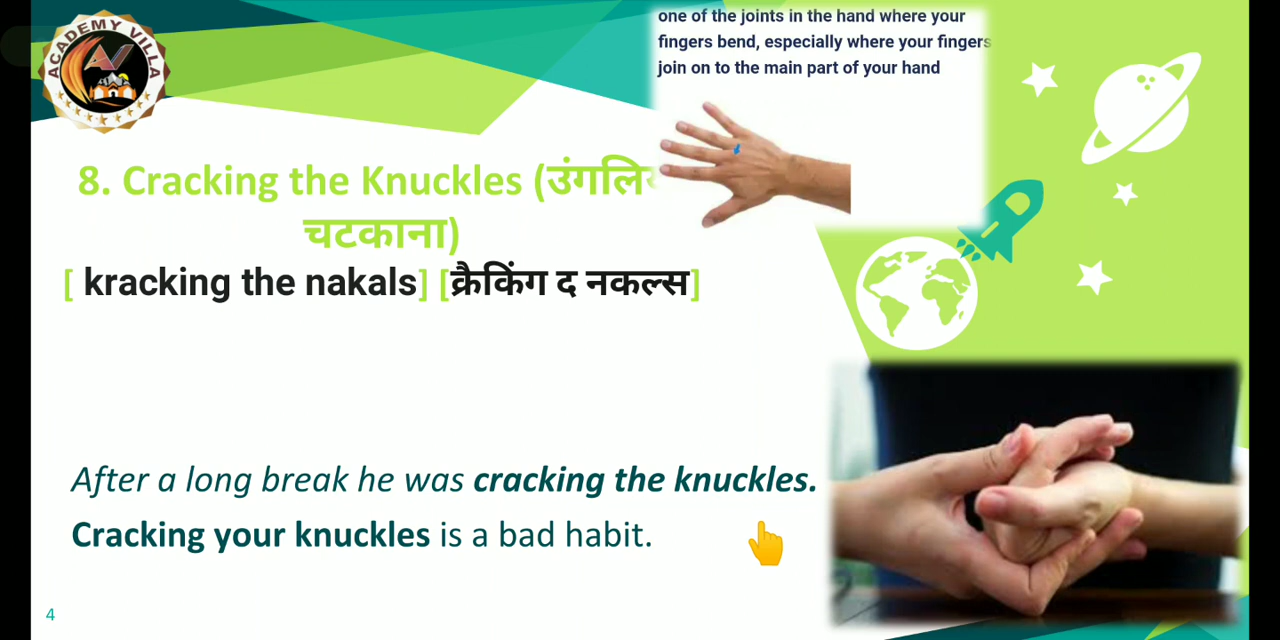 ACADEMY VILLA
AV
one of the joints in the hand where your
fingers bend, especially where your fingers
join on to the main part of your hand
8. Cracking the Knuckles (
चटकाना)
[ kracking the nakals] [क्रैकिंग द नकल्स]
After a long break he was cracking the knuckles.
Cracking your knuckles is a bad habit.
4